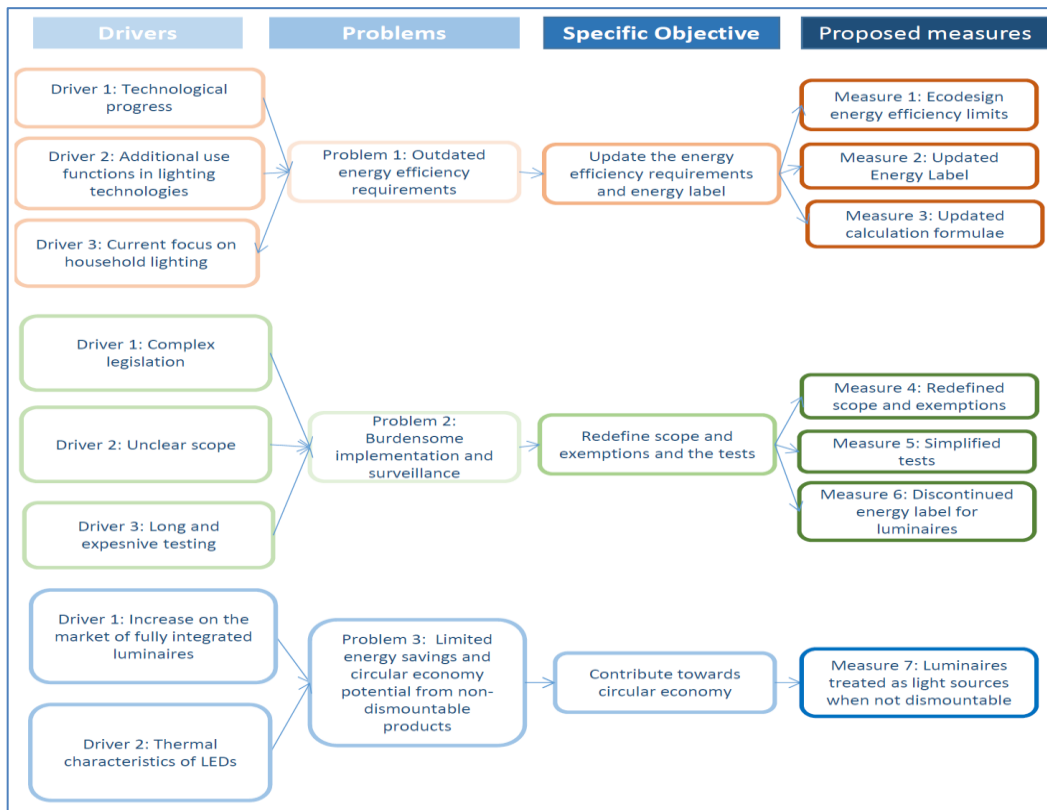 Drivers
Problems
Specific Objective
Proposed measures
Driver 1: Technological
progress
Driver 2: Additional use
functions in lighting
technologies
Driver 3: Current focus on
household lighting
Problem 1: Outdated
energy efficiency
requirements
Update the energy
efficiency requirements
and energy label
Measure 1: Ecodesign
energy efficiency limits
Measure 2: Updated
Energy Label
Measure 3: Updated
calculation formulae
Driver 1: Complex
legislation
Driver 2: Unclear scope
Driver 3: Long and
expesnive testing
Problem 2:
Burdensome
implementation and
surveillance
Redefine scope and
exemptions and the tests
Measure 4: Redefined
scope and exemptions
Measure 5: Simplified
tests
Measure 6: Discontinued
energy label for
luminaires
Driver 1: Increase on the
market of fully integrated
luminaires
Driver 2: Thermal
characteristics of LEDs
Problem 3:  Limited
energy savings and
circular economy
potential from non-
dismountable
products
Contribute towards
circular economy
Measure 7: Luminaires
treated as light sources
when not dismountable